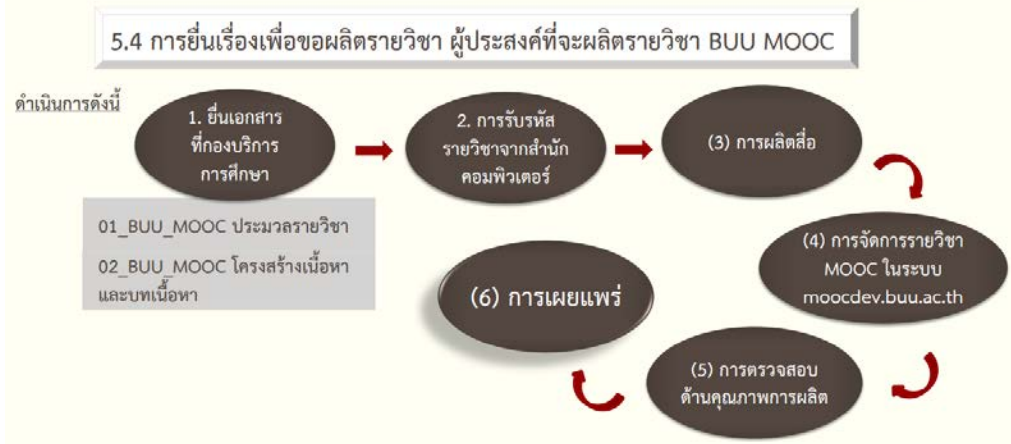 5.4 การยื่นเรื่องเพื่อขอผลิตรายวิชา ผู้ประสงค์ที่จะผลิตรายวิชา BUU MOOC
ดำเนินการดังนี้
1. ยื่นเอกสาร
ที่กองบริการ
การศึกษา
2. การรับรหัส
รายวิชาจากสำนัก
คอมพิวเตอร์
(3) การผลิตสื่อ
01_BUU_MOOC ประมวลรายวิชา
02_BUU_MOOC โครงสร้างเนื้อหา
และบทเนื้อหา
(4) การจัดการรายวิชา
MOOC ในระบบ
moocdev.buu.ac.th
(5) การตรวจสอบ
ด้านคุณภาพการผลิต
(6) การเผยแพร่